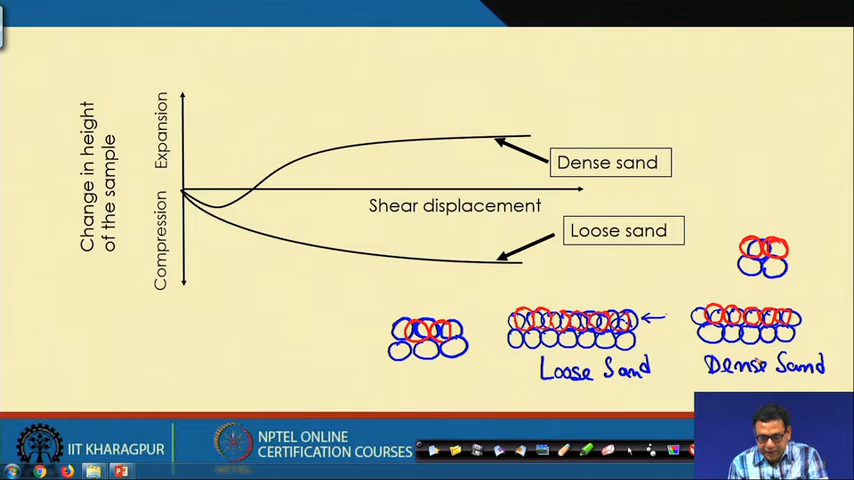 Change in height
of the sample
Expansion
Compression
Dense sand
Shear displacement
Loose sand
Loose Sand
Dense Sand
IIT KHARAGPUR
NPTEL ONLINE
CERTIFICATION COURSES